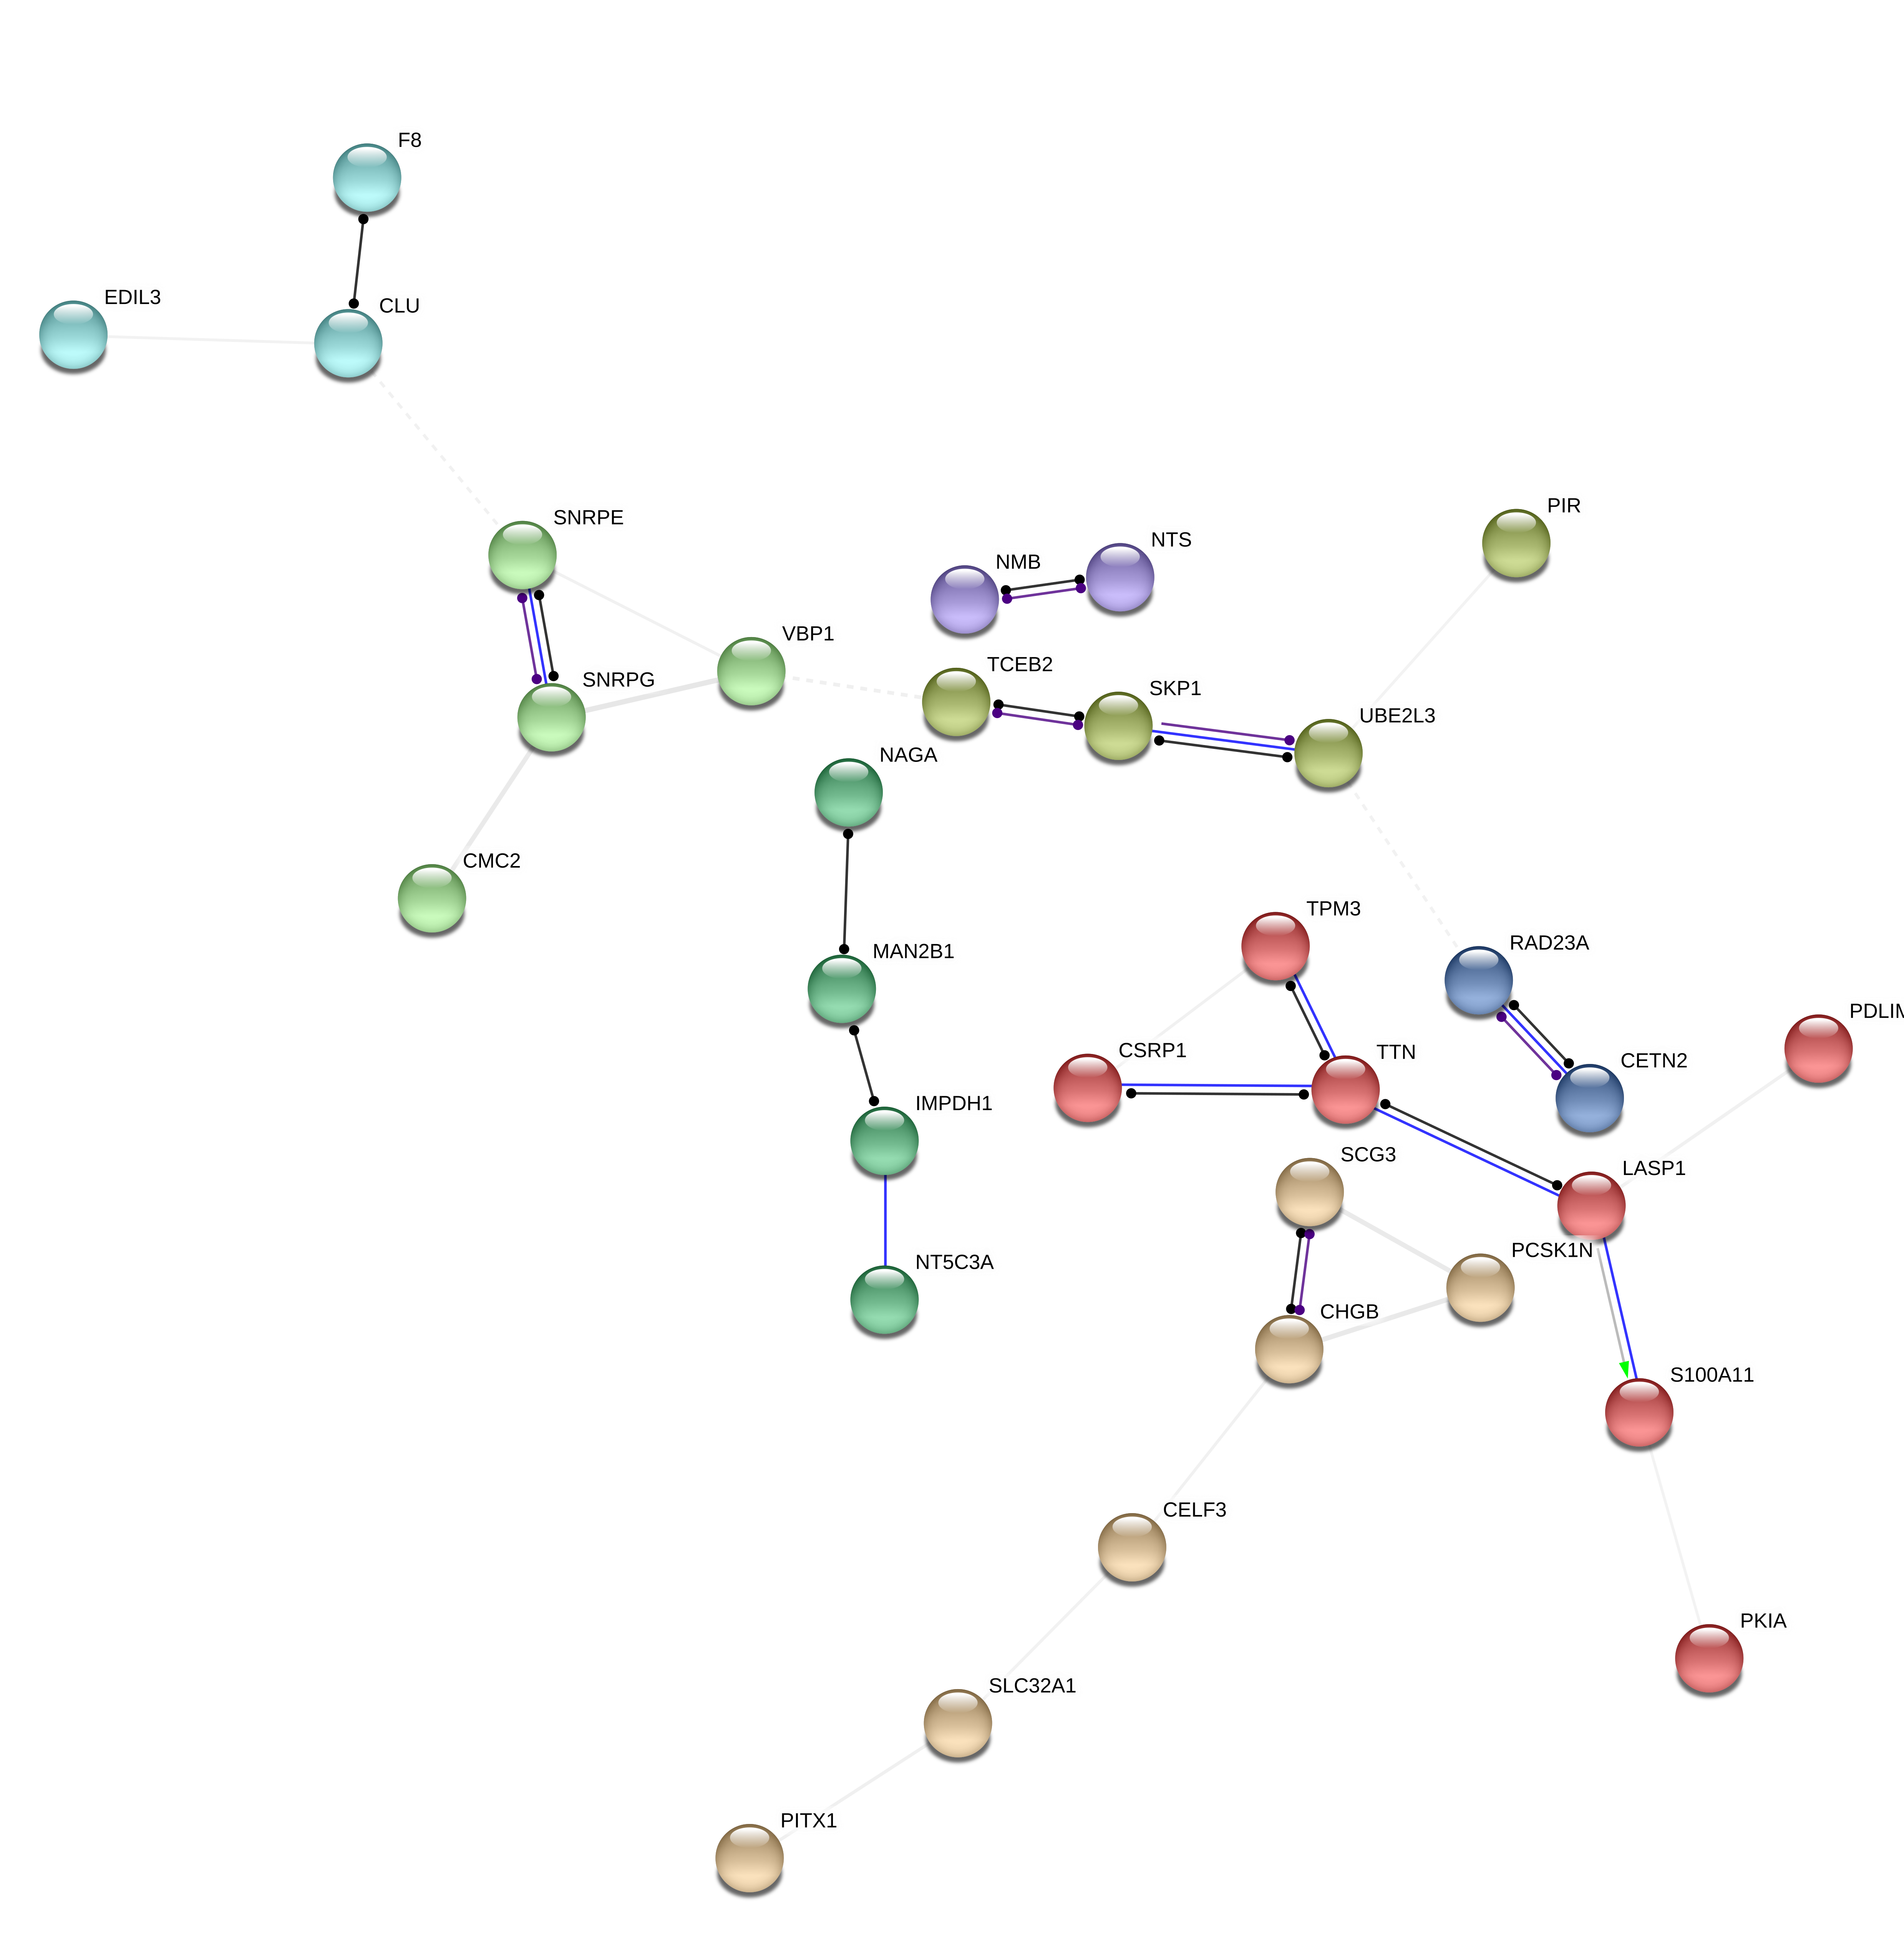 F8
EDIL3
CLU
PIR
SNRPE
NTS
NMB
VBP1
TCEB2
SNRPG
SKP1
UBE2L3
NAGA
CMC2
TPM3
RAD23A
MAN2B1
PDLIM
CSRP1
TTN
CETN2
IMPDH1
SCG3
LASP1
PCSK1N
NT5C3A
CHGB
S100A11
CELF3
PKIA
SLC32A1
PITX1